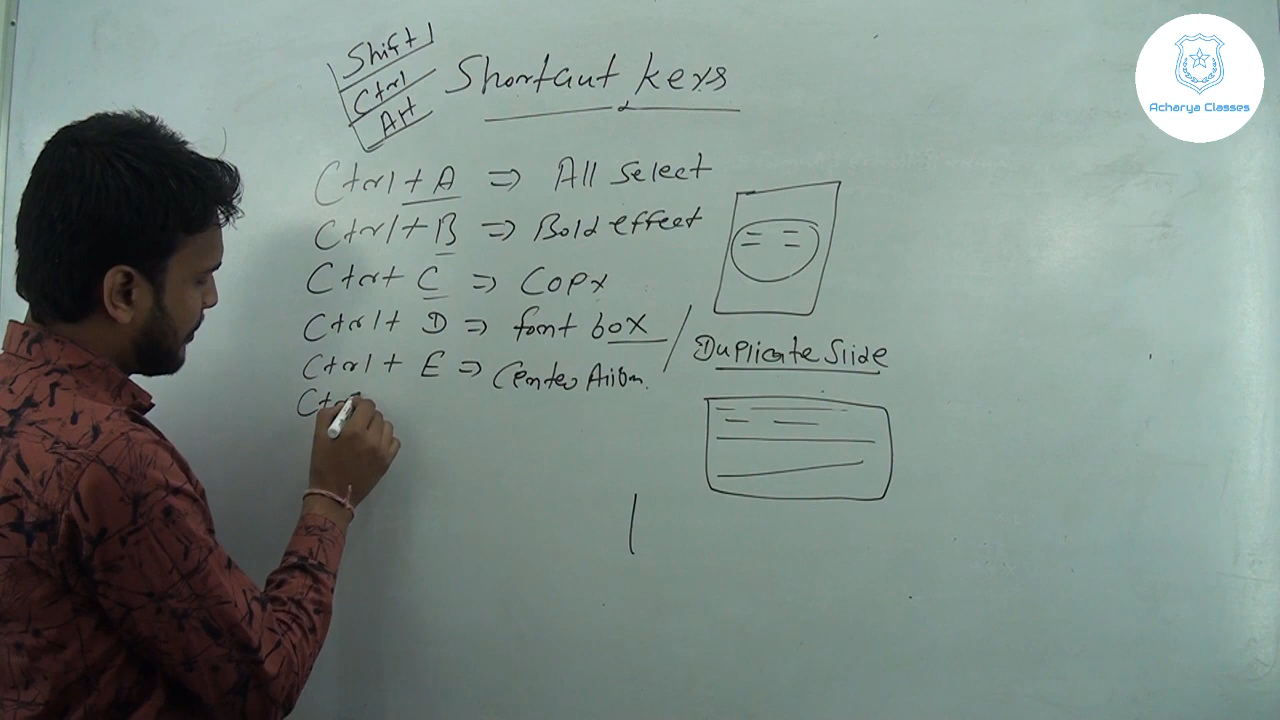 Shift
Ctrl
Alt
Shortcut keys
Ctrl + A => All Select
Ctrl + B => Bold effect
Ctrl + C => Copy
Ctrl + D => font box / Duplicate Slide
Ctrl + E => Center
Ctr
Acharya Classes